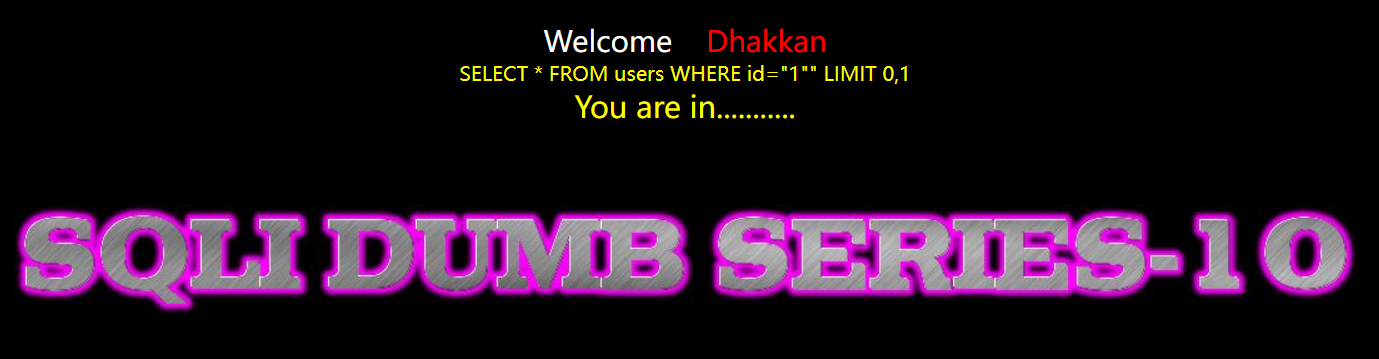 Welcome Dhakkan
SELECT * FROM users WHERE id="1"" LIMIT 0,1
You are in...........
SQLI DUMB SERIES-10